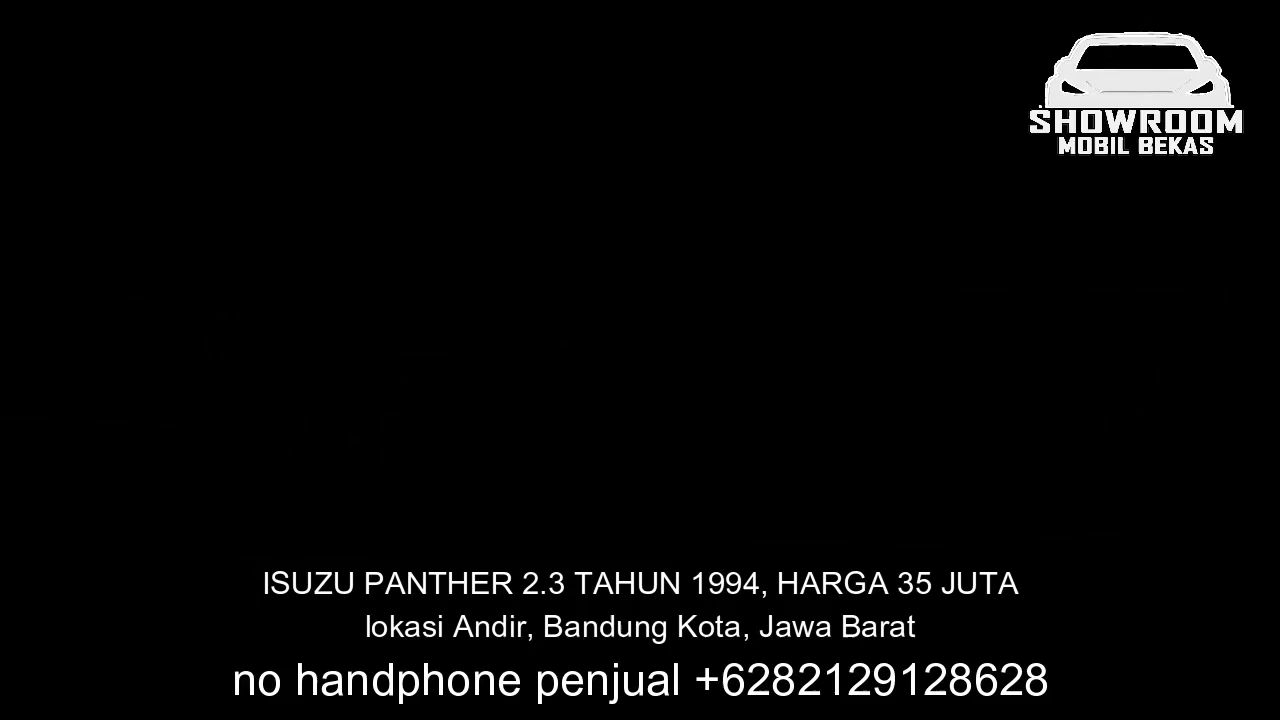 SHOWROOM
MOBIL BEKAS
ISUZU PANTHER 2.3 TAHUN 1994, HARGA 35 JUTA
lokasi Andir, Bandung Kota, Jawa Barat
no handphone penjual +6282129128628